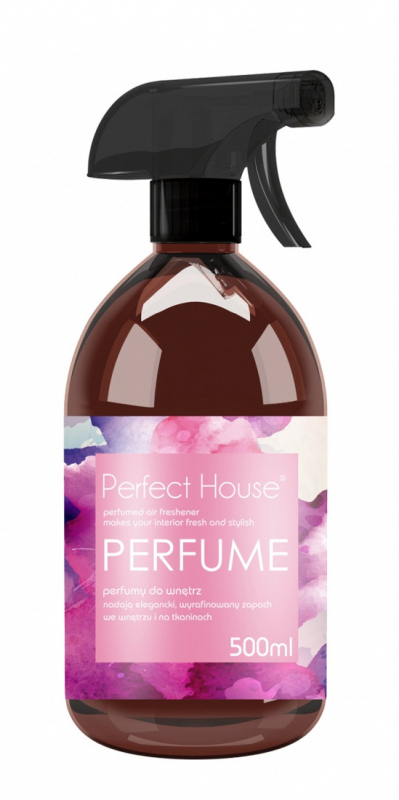 Perfect House®
perfumed air freshener
makes your interior fresh and stylish
PERFUME
perfumy do wnętrz
nadają elegancki, wyrafinowany zapach
we wnętrzu i na tkaninach
500ml